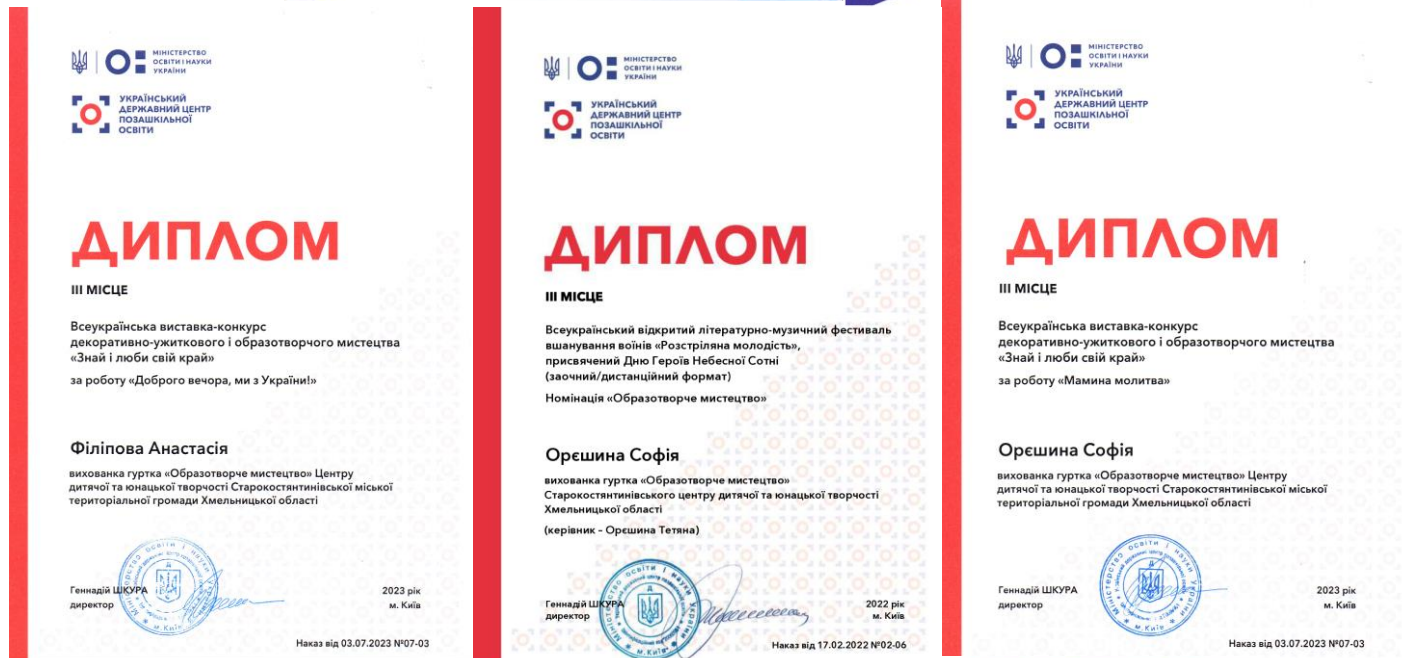 МІНІСТЕРСТВО
ОСВІТИ І НАУКИ
УКРАЇНИ
УКРАЇНСЬКИЙ
ДЕРЖАВНИЙ ЦЕНТР
ПОЗАШКІЛЬНОЇ
ОСВІТИ
ДИПЛОМ
ІІІ МІСЦЕ
Всеукраїнська виставка-конкурс
декоративно-ужиткового і образотворчого мистецтва
«Знай і люби свій край»
за роботу «Доброго вечора, ми з України!»
Філіпова Анастасія
вихованка гуртка «Образотворче мистецтво» Центру
дитячої та юнацької творчості Старокостянтинівської міської
територіальної громади Хмельницької області
Геннадій ШКУРА
директор
2023 рік
м. Київ
Наказ від 03.07.2023 №07-03
МІНІСТЕРСТВО
ОСВІТИ І НАУКИ
УКРАЇНИ
УКРАЇНСЬКИЙ
ДЕРЖАВНИЙ ЦЕНТР
ПОЗАШКІЛЬНОЇ
ОСВІТИ
ДИПЛОМ
ІІІ МІСЦЕ
Всеукраїнський відкритий літературно-музичний фестиваль
вшанування воїнів «Розстріляна молодість»,
присвячений Дню Героїв Небесної Сотні
(заочний/дистанційний формат)
Номінація «Образотворче мистецтво»
Орєшина Софія
вихованка гуртка «Образотворче мистецтво»
Старокостянтинівського центру дитячої та юнацької творчості
Хмельницької області
(керівник – Орєшина Тетяна)
Геннадій ШКУРА
директор
2022 рік
м. Київ
Наказ від 17.02.2022 №02-06
МІНІСТЕРСТВО
ОСВІТИ І НАУКИ
УКРАЇНИ
УКРАЇНСЬКИЙ
ДЕРЖАВНИЙ ЦЕНТР
ПОЗАШКІЛЬНОЇ
ОСВІТИ
ДИПЛОМ
ІІІ МІСЦЕ
Всеукраїнська виставка-конкурс
декоративно-ужиткового і образотворчого мистецтва
«Знай і люби свій край»
за роботу «Мамина молитва»
Орєшина Софія
вихованка гуртка «Образотворче мистецтво» Центру
дитячої та юнацької творчості Старокостянтинівської міської
територіальної громади Хмельницької області
Геннадій ШКУРА
директор
2023 рік
м. Київ
Наказ від 03.07.2023 №07-03